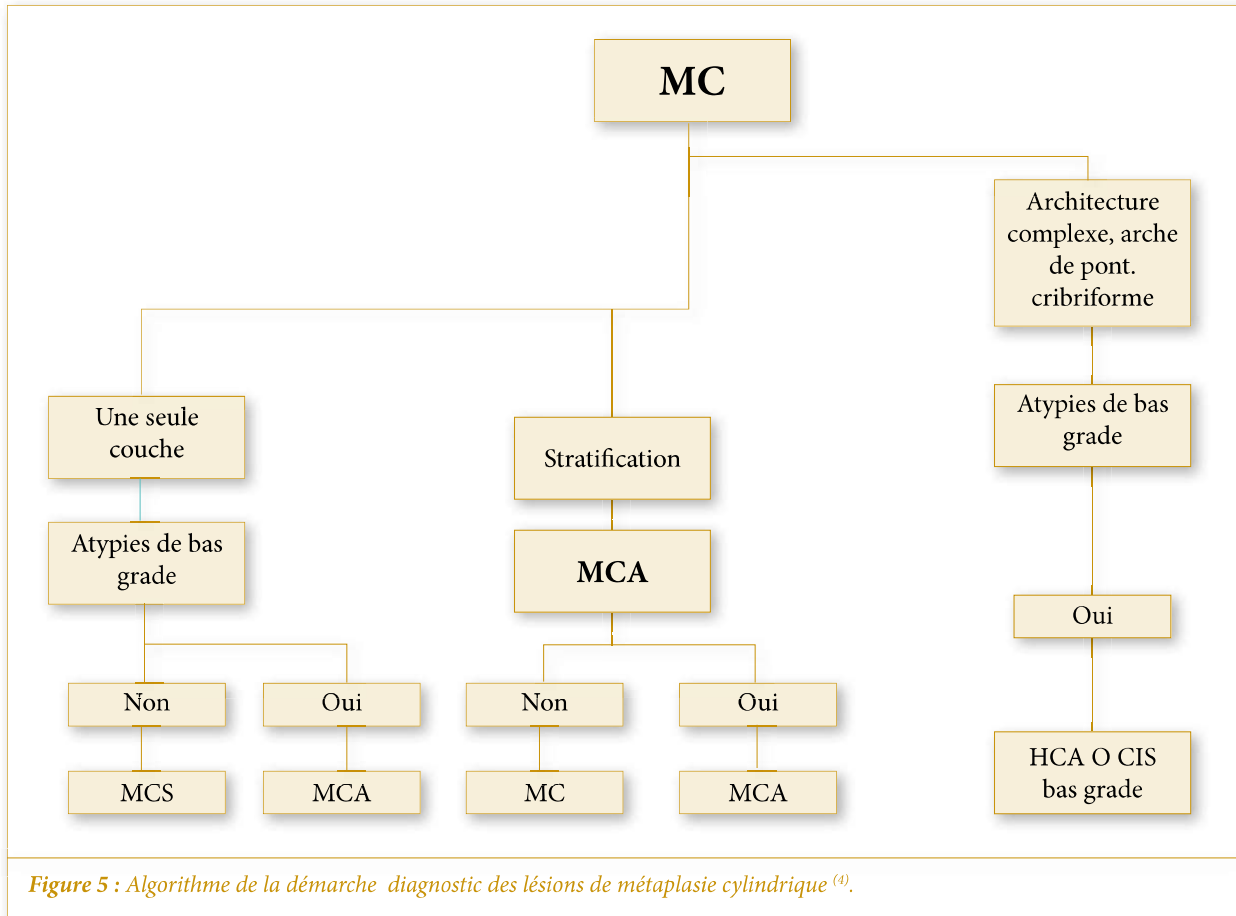 MC
Architecture
complexe, arche
de pont.
cribriforme
Une seule
couche
Stratification
Atypies de bas
grade
Atypies de bas
grade
MCA
Oui
Non
Oui
Non
Oui
MCS
MCA
MC
MCA
HCA O CIS
bas grade
Figure 5 : Algorithme de la démarche diagnostic des lésions de métaplasie cylindrique (4).